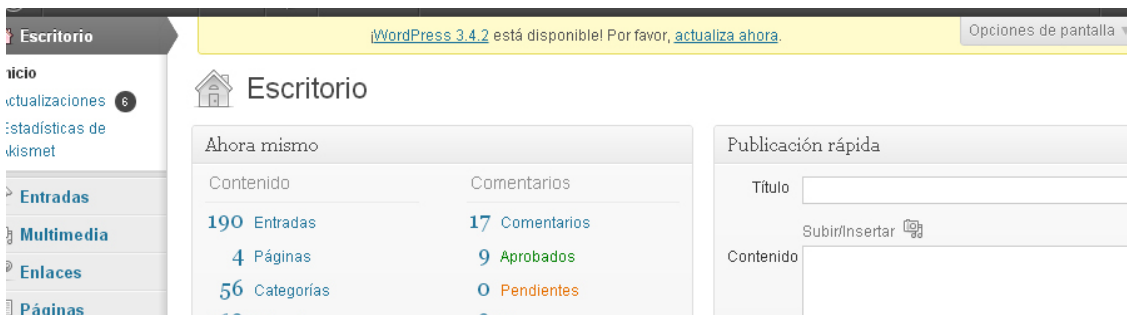 Escritorio
¡WordPress 3.4.2 está disponible! Por favor, actualiza ahora.
Opciones de pantalla
nicio
Actualizaciones 6
Estadísticas de
Akismet
Entradas
Multimedia
Enlaces
Páginas
Escritorio
Ahora mismo
Contenido
Comentarios
190 Entradas
17 Comentarios
4 Páginas
9 Aprobados
56 Categorías
0 Pendientes
Publicación rápida
Título
Subir/Insertar
Contenido